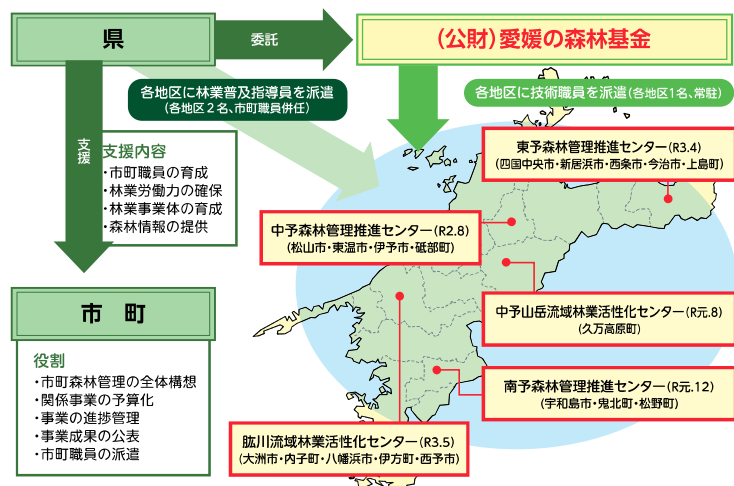 県
委託
(公財)愛媛の森林基金
各地区に林業普及指導員を派遣
(各地区2名、市町職員併任)
各地区に技術職員を派遣(各地区1名、常駐)
支援
支援内容
・市町職員の育成
・林業労働力の確保
・林業事業体の育成
・森林情報の提供
東予森林管理推進センター(R3.4)
(四国中央市・新居浜市・西条市・今治市・上島町)
中予森林管理推進センター(R2.8)
(松山市・東温市・伊予市・砥部町)
中予山岳流域林業活性化センター(R元.8)
(久万高原町)
南予森林管理推進センター(R元.12)
(宇和島市・鬼北町・松野町)
肱川流域林業活性化センター(R3.5)
(大洲市・内子町・八幡浜市・伊方町・西予市)
市 町
役割
・市町森林管理の全体構想
・関係事業の予算化
・事業の進捗管理
・事業成果の公表
・市町職員の派遣